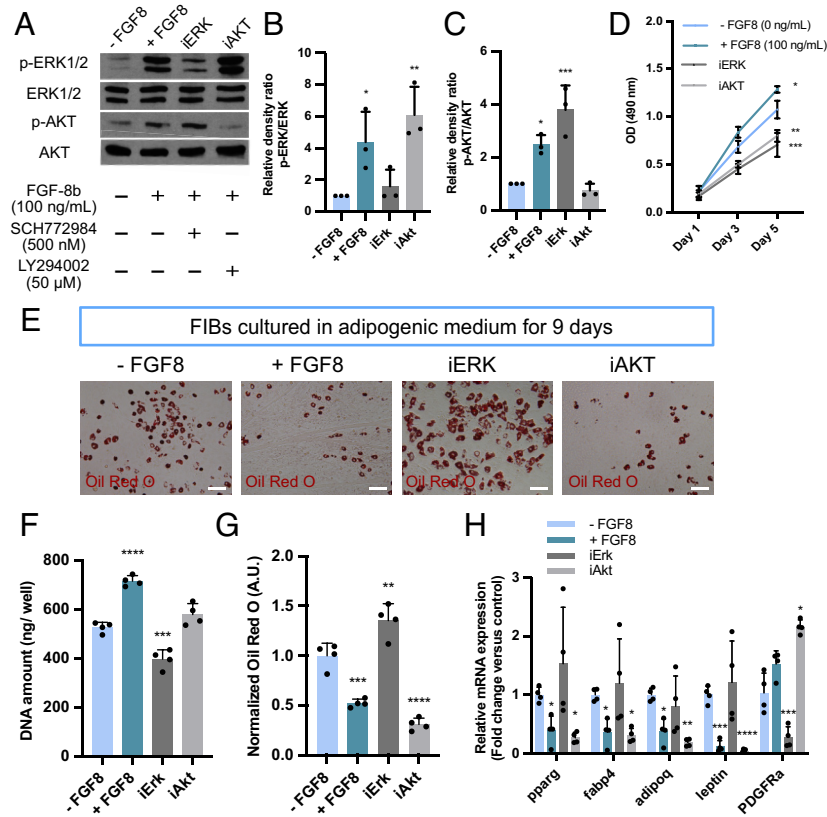 A
- FGF8
+ FGF8
iERK
iAKT
p-ERK1/2
ERK1/2
p-AKT
AKT
FGF-8b
(100 ng/mL)
– + + +
SCH772984
(500 nM)
– – + –
LY294002
(50 µM)
– – – +
B
Relative density ratio
p-ERK/ERK
10
8
6
4
2
0
*
**
- FGF8
+ FGF8
iErk
iAkt
C
Relative density ratio
p-AKT/AKT
6
4
2
0
*
***
- FGF8
+ FGF8
iErk
iAkt
D
OD (490 nm)
2.0
1.5
1.0
0.5
0.0
- FGF8 (0 ng/mL)
+ FGF8 (100 ng/mL)
iERK
iAKT
*
**
***
Day 1
Day 3
Day 5
E
FIBs cultured in adipogenic medium for 9 days
- FGF8
+ FGF8
iERK
iAKT
Oil Red O
Oil Red O
Oil Red O
Oil Red O
F
DNA amount (ng/ well)
800
600
400
200
0
****
***
- FGF8
+ FGF8
iErk
iAkt
G
Normalized Oil Red O (A.U.)
2.0
1.5
1.0
0.5
0.0
***
**
****
- FGF8
+ FGF8
iErk
iAkt
H
- FGF8
+ FGF8
iErk
iAkt
Relative mRNA expression
(Fold change versus control)
3
2
1
0
* *
* *
* **
*** ****
*** *
pparg
fabp4
adipoq
leptin
PDGFRa